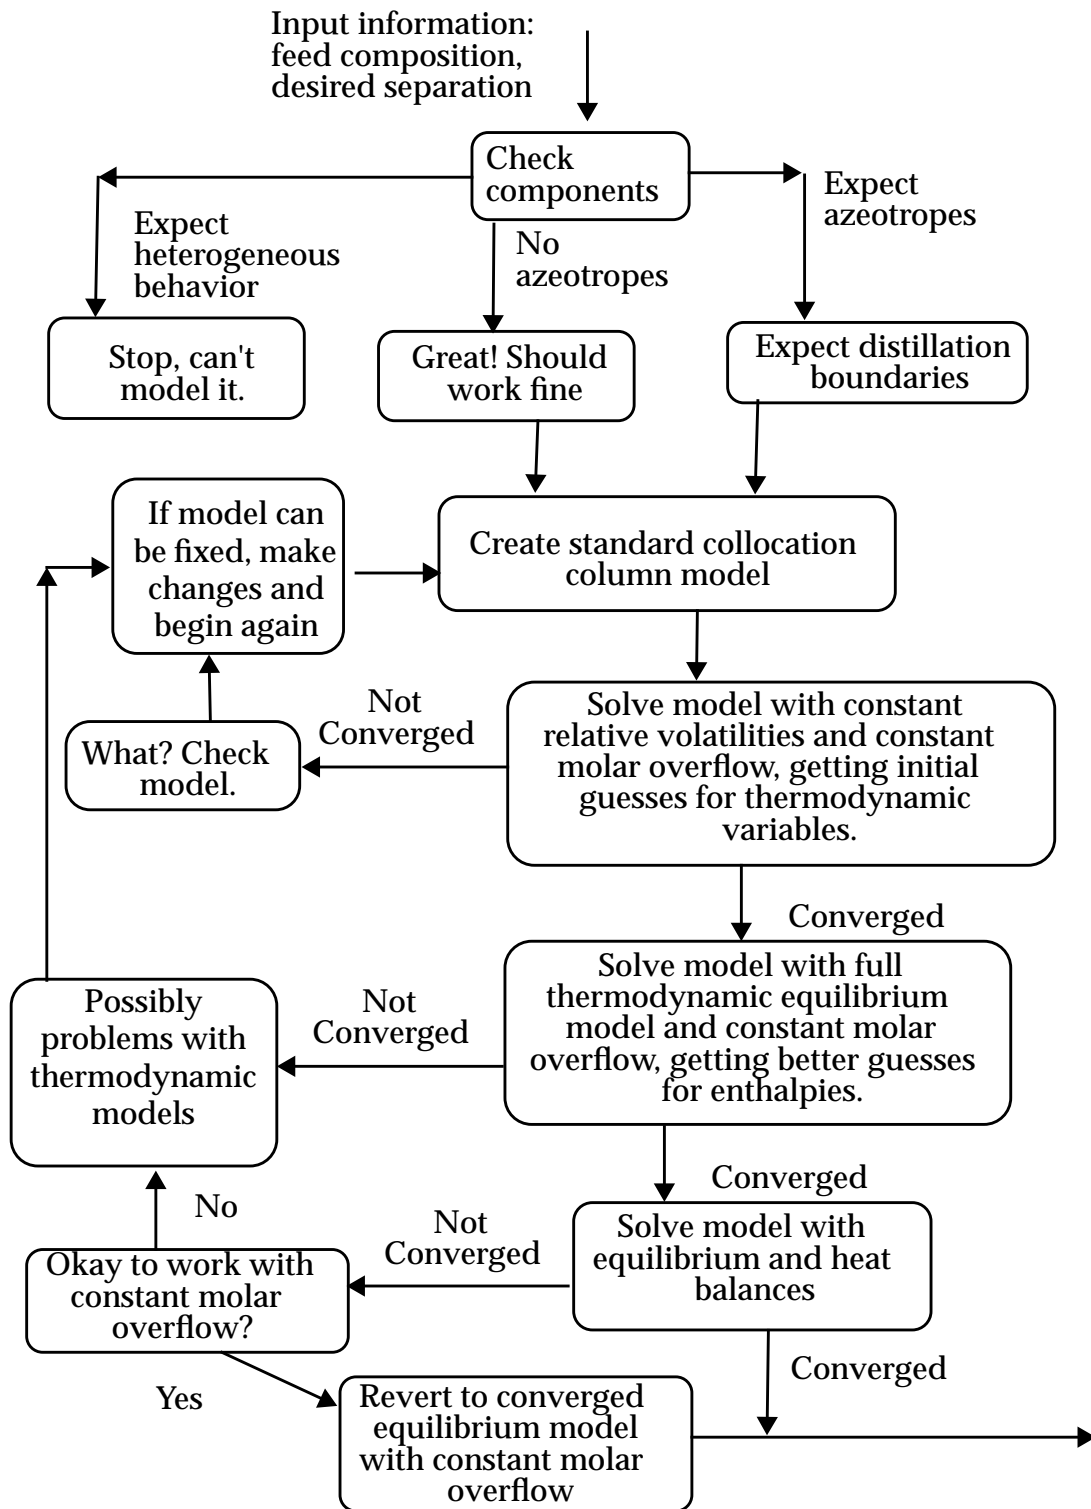 Input information:
feed composition,
desired separation
Check
components
Expect
azeotropes
Expect
heterogeneous
behavior
No
azeotropes
Stop, can't
model it.
Great! Should
work fine
Expect distillation
boundaries
If model can
be fixed, make
changes and
begin again
Create standard collocation
column model
Not
Converged
What? Check
model.
Solve model with constant
relative volatilities and constant
molar overflow, getting initial
guesses for thermodynamic
variables.
Converged
Solve model with full
thermodynamic equilibrium
model and constant molar
overflow, getting better guesses
for enthalpies.
Not
Converged
Possibly
problems with
thermodynamic
models
Converged
No
Not
Converged
Solve model with
equilibrium and heat
balances
Okay to work with
constant molar
overflow?
Converged
Yes
Revert to converged
equilibrium model
with constant molar
overflow